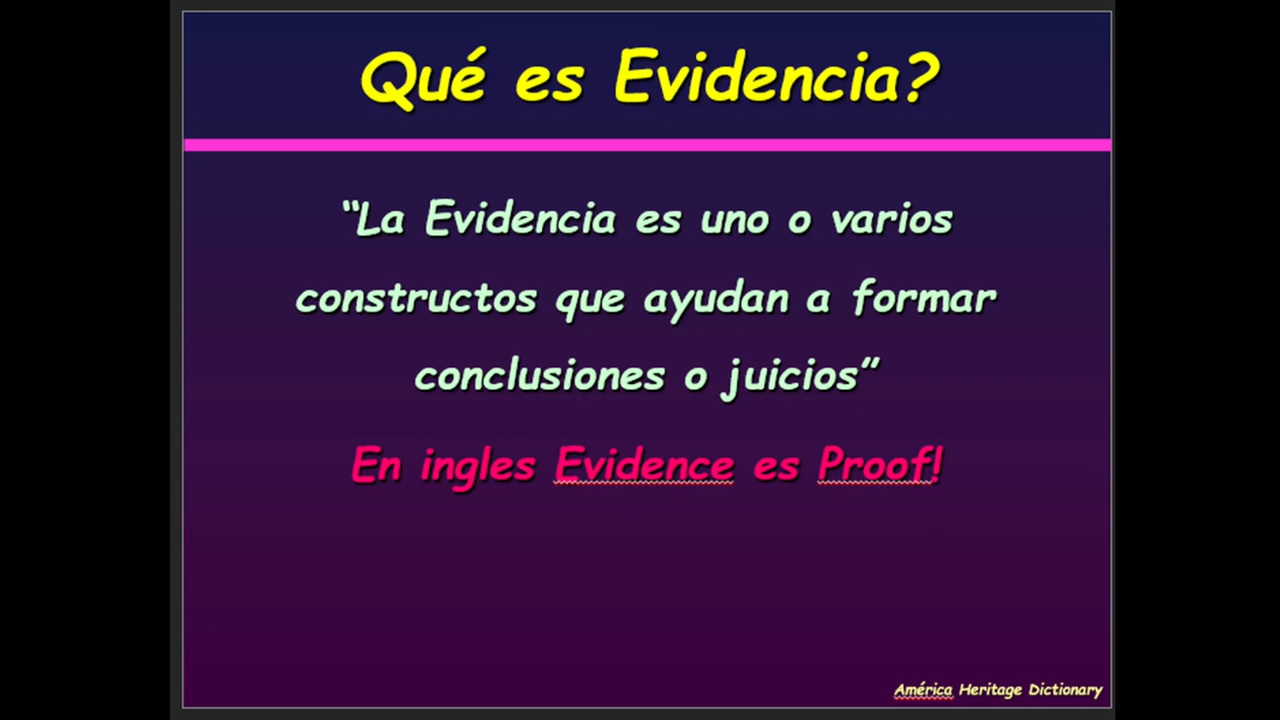 Qué es Evidencia?
“La Evidencia es uno o varios
constructos que ayudan a formar
conclusiones o juicios”
En ingles Evidence es Proof!
América Heritage Dictionary